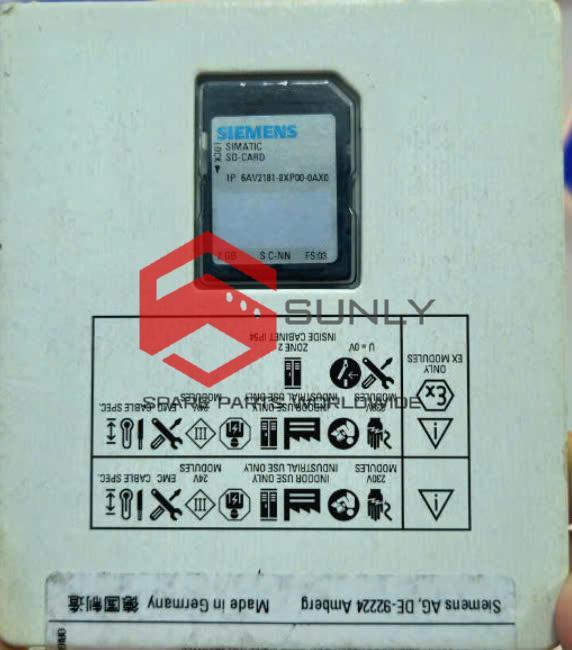 SIEMENS
LOCK
SIMATIC
SD-CARD
1P 6AV2181-8XP00-0AX0
2 GB S C-NN FS:03
SUNLY
SPARE PARTS WORLDWIDE
ONLY
EX MODULES
U = 0V
ZONE 2
INSIDE CABINET IP54
230V
MODULES
INDOOR USE ONLY
INDUSTRIAL USE ONLY
24V
MODULES
EMC
CABLE SPEC.
230V
MODULES
INDOOR USE ONLY
INDUSTRIAL USE ONLY
24V
MODULES
EMC
CABLE SPEC.
Siemens AG, DE-92224 Amberg Made in Germany 德国制造